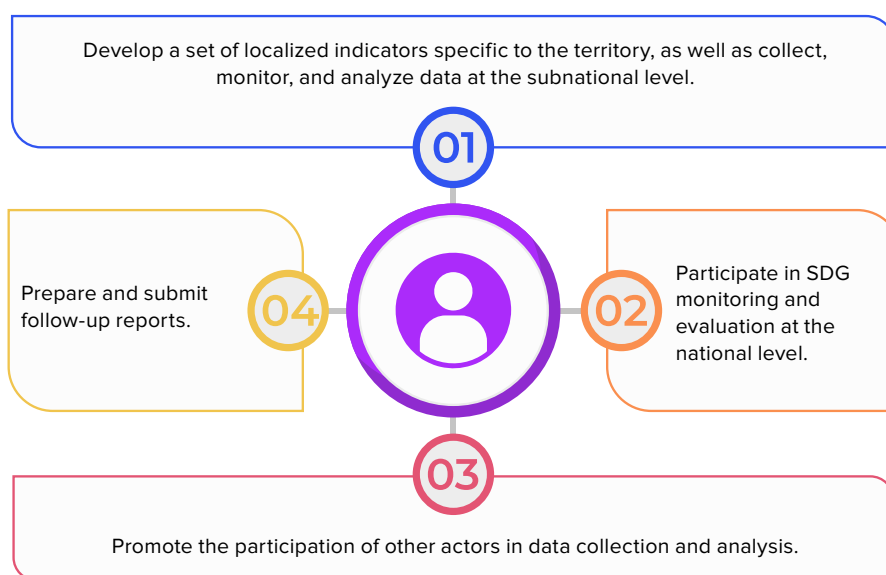 Develop a set of localized indicators specific to the territory, as well as collect,
monitor, and analyze data at the subnational level.
01
Participate in SDG
monitoring and
evaluation at the
national level.
02
03
Promote the participation of other actors in data collection and analysis.
Prepare and submit
follow-up reports.
04